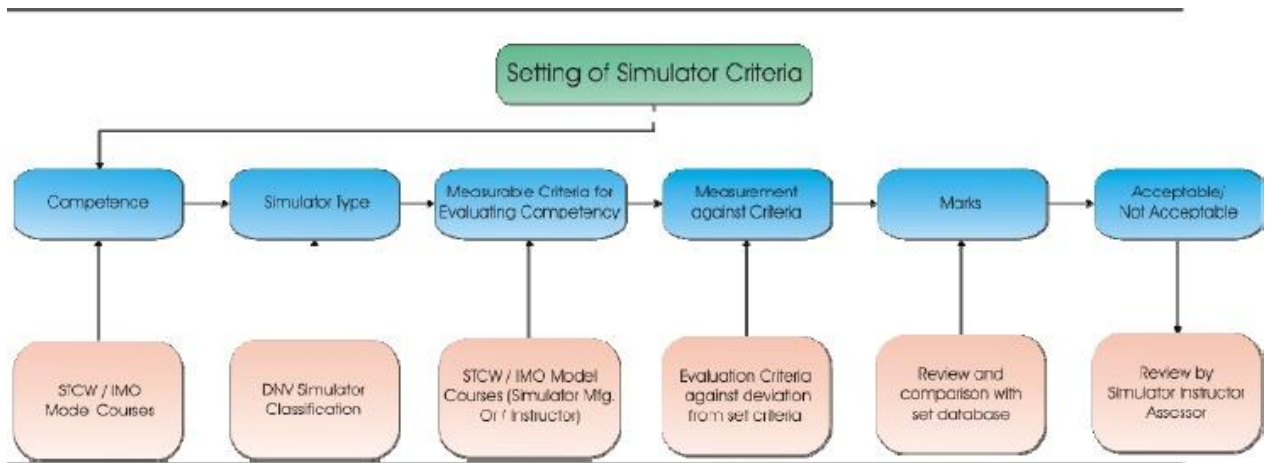 Setting of Simulator Criteria
Competence
Simulator Type
Measurable Criteria for
Evaluating Competency
Measurement
against Criteria
Marks
Acceptable/
Not Acceptable
STCW / IMO
Model Courses
DNV Simulator
Classification
STCW / IMO Model
Courses (Simulator Mfg.
Or / Instructor)
Evaluation Criteria
against deviation
from set criteria
Review and
comparison with
set database
Review by
Simulator Instructor
Assessor